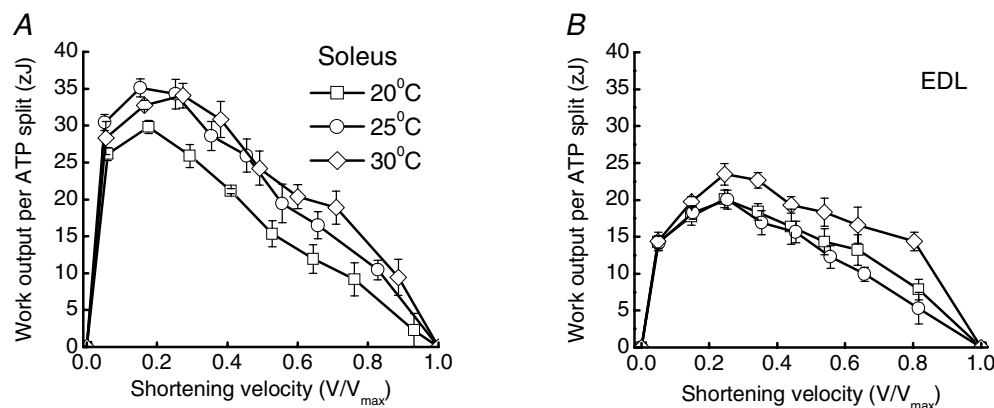 A
Work output per ATP split (zJ)
40
35
30
25
20
15
10
5
0
0.0 0.2 0.4 0.6 0.8 1.0
Shortening velocity (V/Vmax)
Soleus
20⁰C
25⁰C
30⁰C
B
Work output per ATP split (zJ)
40
35
30
25
20
15
10
5
0
0.0 0.2 0.4 0.6 0.8 1.0
Shortening velocity (V/Vmax)
EDL